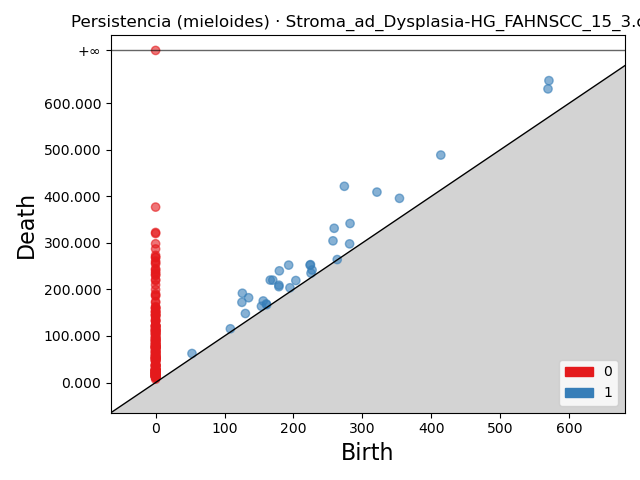 Persistencia (mieloides) · Stroma_ad_Dysplasia-HG_FAHNSCC_15_3.c
+∞
600.000
500.000
400.000
300.000
200.000
100.000
0.000
Death
0
1
0 100 200 300 400 500 600
Birth